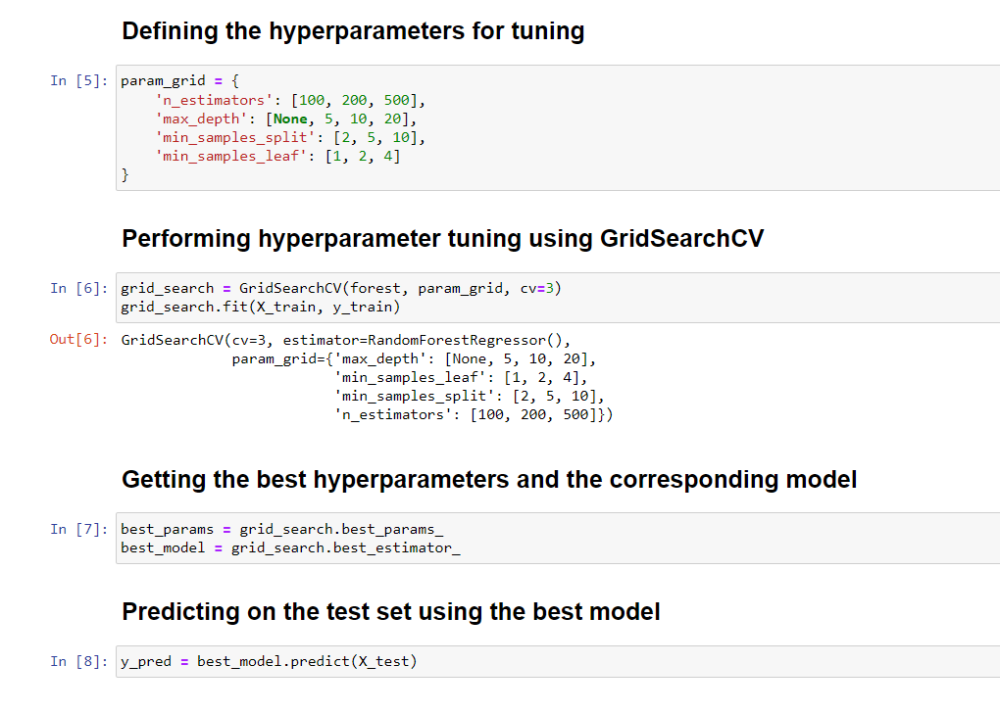 Defining the hyperparameters for tuning
In [5]: param_grid = {
    'n_estimators': [100, 200, 500],
    'max_depth': [None, 5, 10, 20],
    'min_samples_split': [2, 5, 10],
    'min_samples_leaf': [1, 2, 4]
}
Performing hyperparameter tuning using GridSearchCV
In [6]: grid_search = GridSearchCV(forest, param_grid, cv=3)
grid_search.fit(X_train, y_train)
Out[6]: GridSearchCV(cv=3, estimator=RandomForestRegressor(),
             param_grid={'max_depth': [None, 5, 10, 20],
                         'min_samples_leaf': [1, 2, 4],
                         'min_samples_split': [2, 5, 10],
                         'n_estimators': [100, 200, 500]})
Getting the best hyperparameters and the corresponding model
In [7]: best_params = grid_search.best_params_
best_model = grid_search.best_estimator_
Predicting on the test set using the best model
In [8]: y_pred = best_model.predict(X_test)